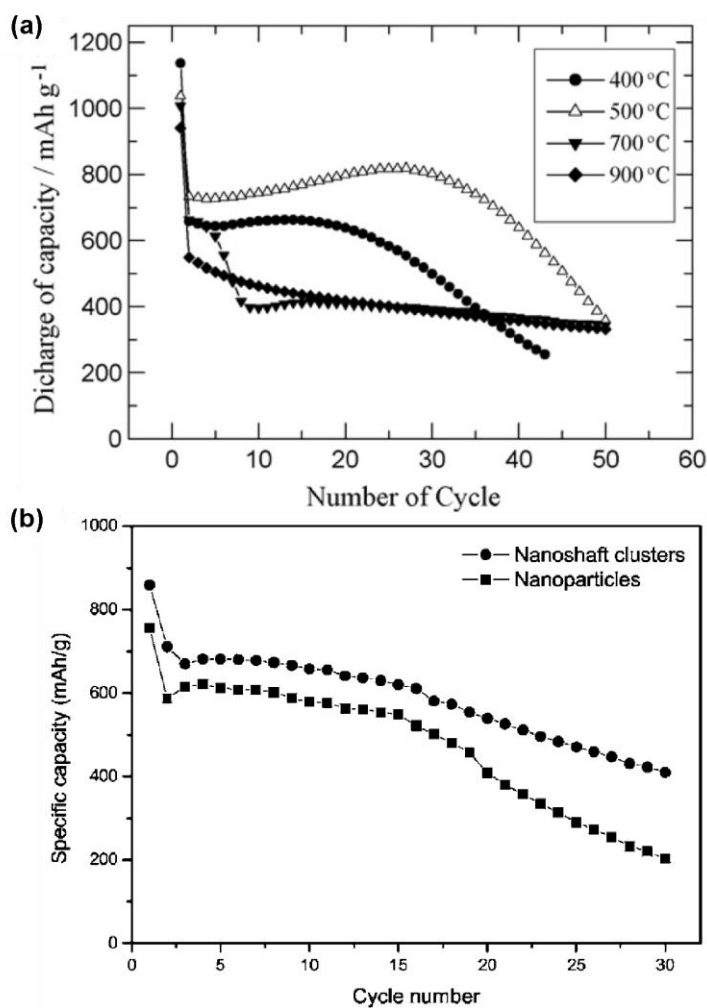 (a)
1200
1000
800
600
400
200
0
Dicharge of capacity / mAh g⁻¹
400 °C
500 °C
700 °C
900 °C
0 10 20 30 40 50 60
Number of Cycle
(b)
1000
800
600
400
200
0
Specific capacity (mAh/g)
Nanoshaft clusters
Nanoparticles
0 5 10 15 20 25 30
Cycle number